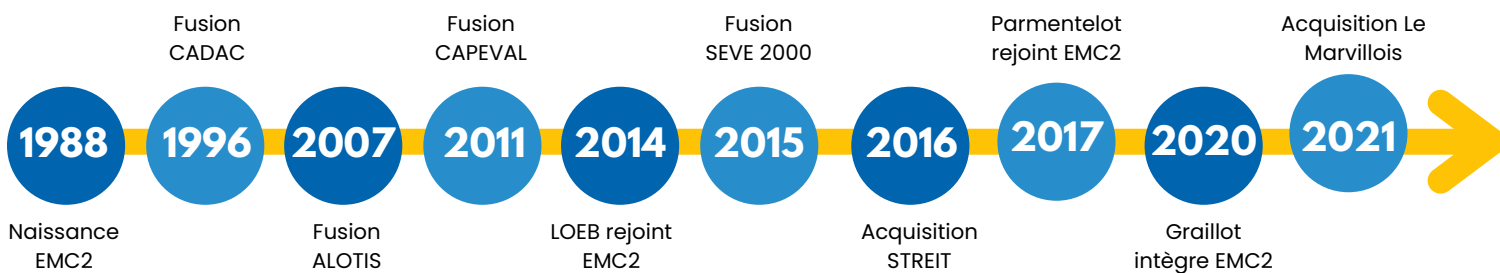 Fusion
CADAC
Fusion
CAPEVAL
Fusion
SEVE 2000
Parmentelot
rejoint EMC2
Acquisition Le
Marvillois
1988
1996
2007
2011
2014
2015
2016
2017
2020
2021
Naissance
EMC2
Fusion
ALOTIS
LOEB rejoint
EMC2
Acquisition
STREIT
Graillot
intègre EMC2